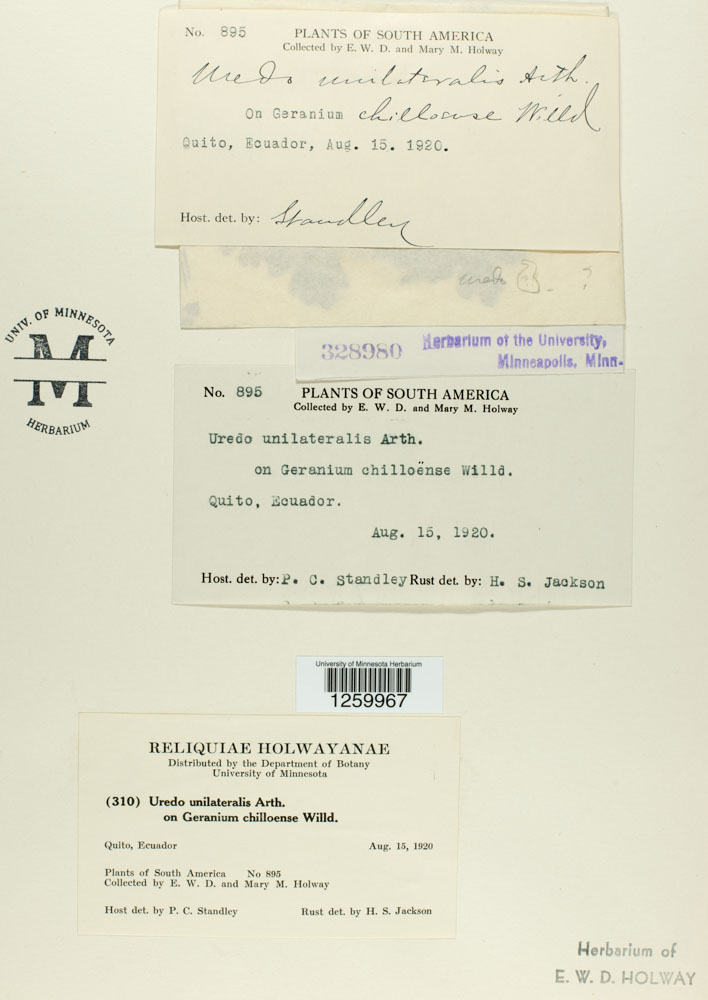 No. 895 PLANTS OF SOUTH AMERICA
Collected by E. W. D. and Mary M. Holway
Uredo unilateralis Arth.
On Geranium chilloense Willd
Quito, Ecuador, Aug. 15. 1920.
Host. det. by: Standley
uredo ?
328980 Herbarium of the University,
Minneapolis, Minn.
UNIV. OF MINNESOTA
M
HERBARIUM
No. 895 PLANTS OF SOUTH AMERICA
Collected by E. W. D. and Mary M. Holway
Uredo unilateralis Arth.
on Geranium chilloënse Willd.
Quito, Ecuador.
Aug. 15, 1920.
Host. det. by: P. C. Standley Rust det. by: H. S. Jackson
University of Minnesota Herbarium
1259967
RELIQUIAE HOLWAYANAE
Distributed by the Department of Botany
University of Minnesota
(310) Uredo unilateralis Arth.
on Geranium chilloense Willd.
Quito, Ecuador Aug. 15, 1920
Plants of South America No 895
Collected by E. W. D. and Mary M. Holway
Host det. by P. C. Standley Rust det. by H. S. Jackson
Herbarium of
E. W. D. HOLWAY